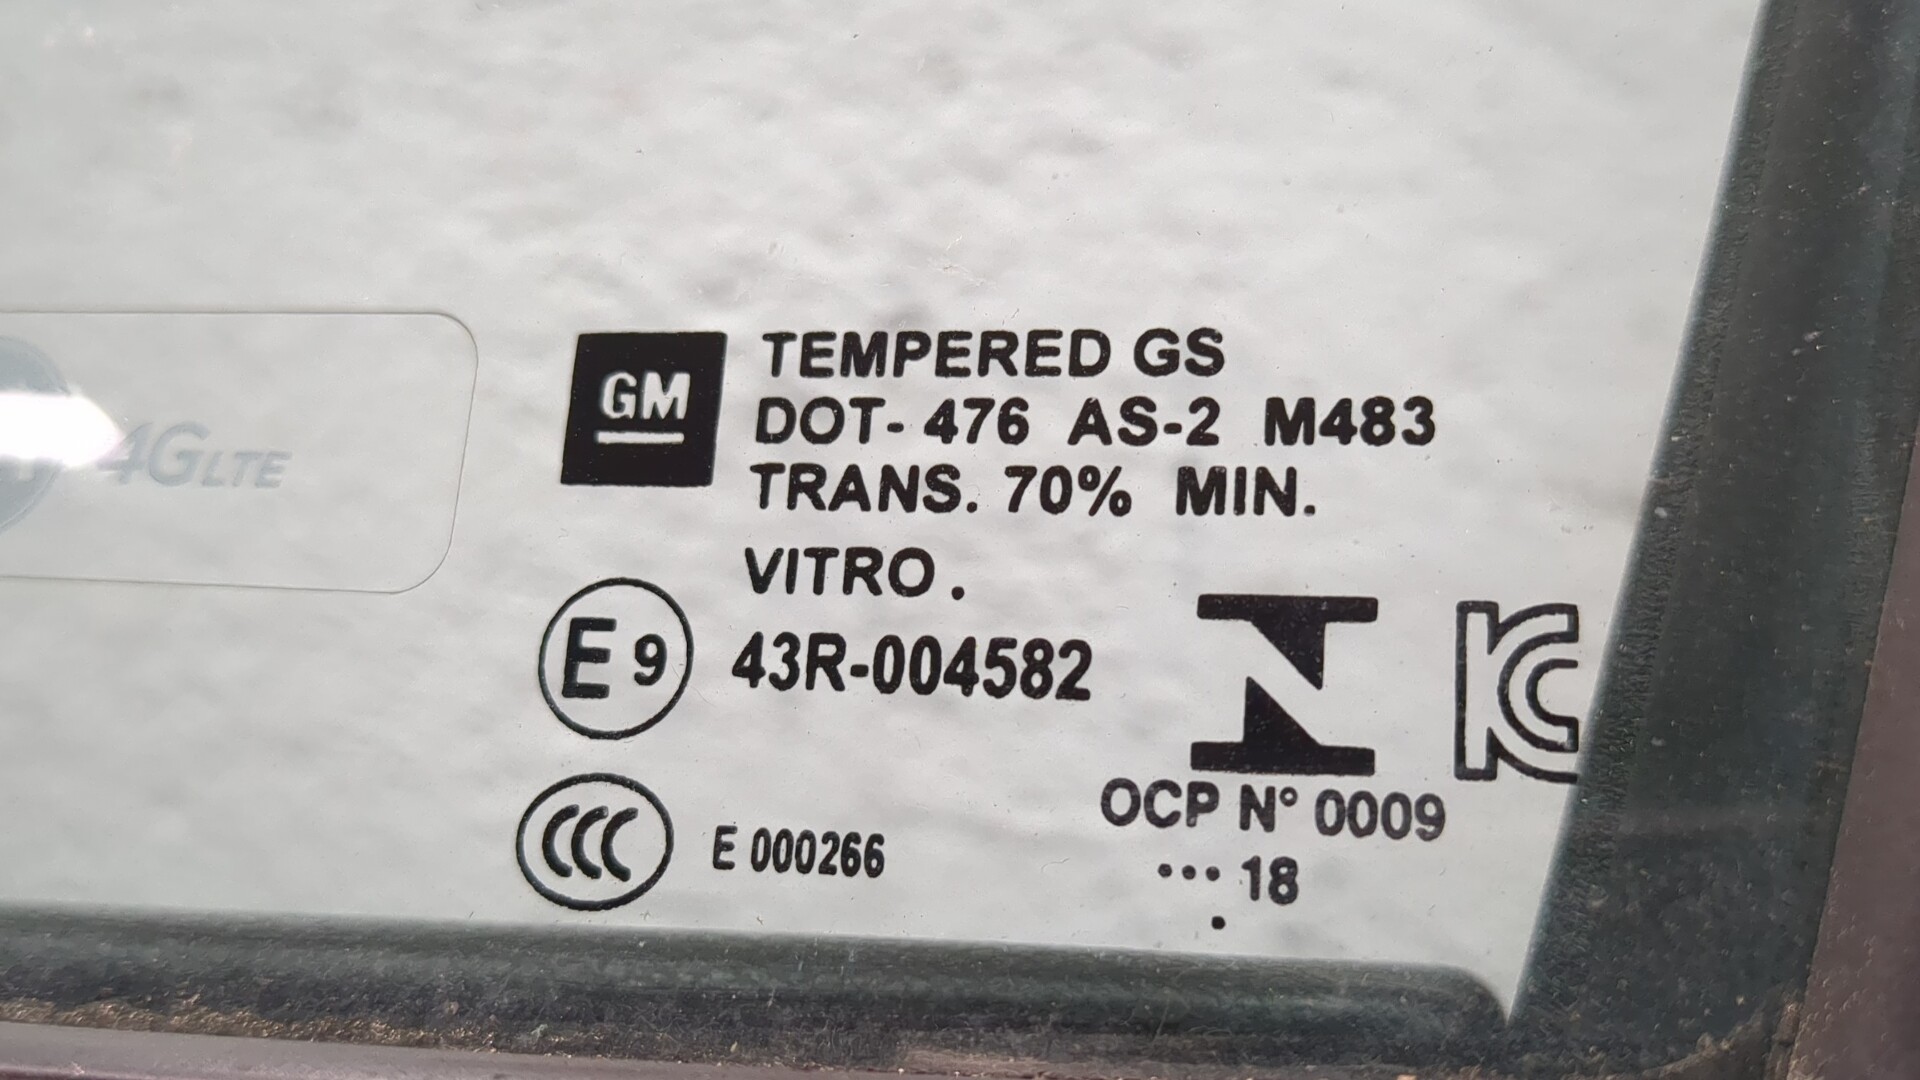 4G LTE
GM
TEMPERED GS
DOT- 476 AS-2 M483
TRANS. 70% MIN.
VITRO .
E 9 43R-004582
CCC E 000266
KC
OCP N° 0009
••• 18
•